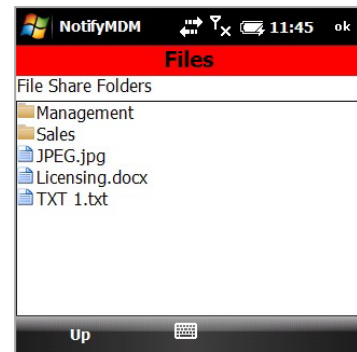 NotifyMDM 11:45 ok
Files
File Share Folders
Management
Sales
JPEG.jpg
Licensing.docx
TXT 1.txt
Up